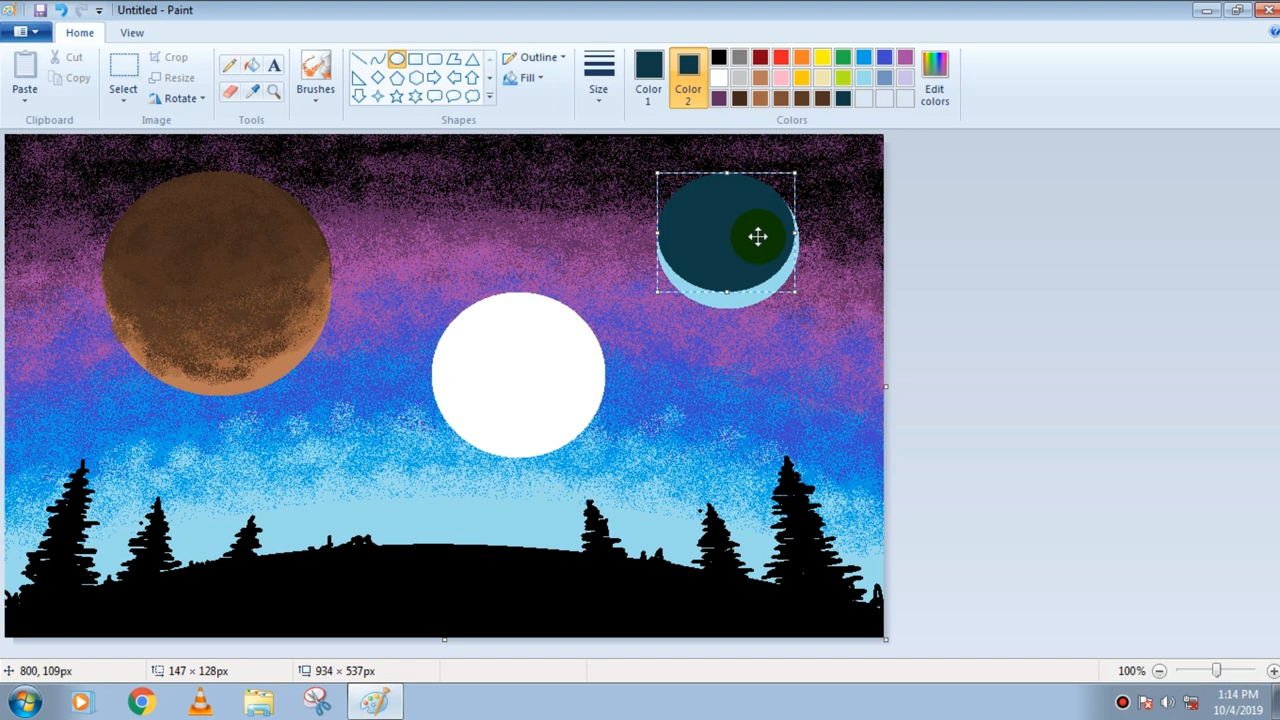 Untitled - Paint
Home View
Paste
Cut
Copy
Clipboard
Select
Crop
Resize
Rotate
Image
Tools
Brushes
Outline
Fill
Shapes
Size
Color
1
Color
2
Edit
colors
Colors
800, 109px 147 × 128px 934 × 537px 100%
1:14 PM
10/4/2019